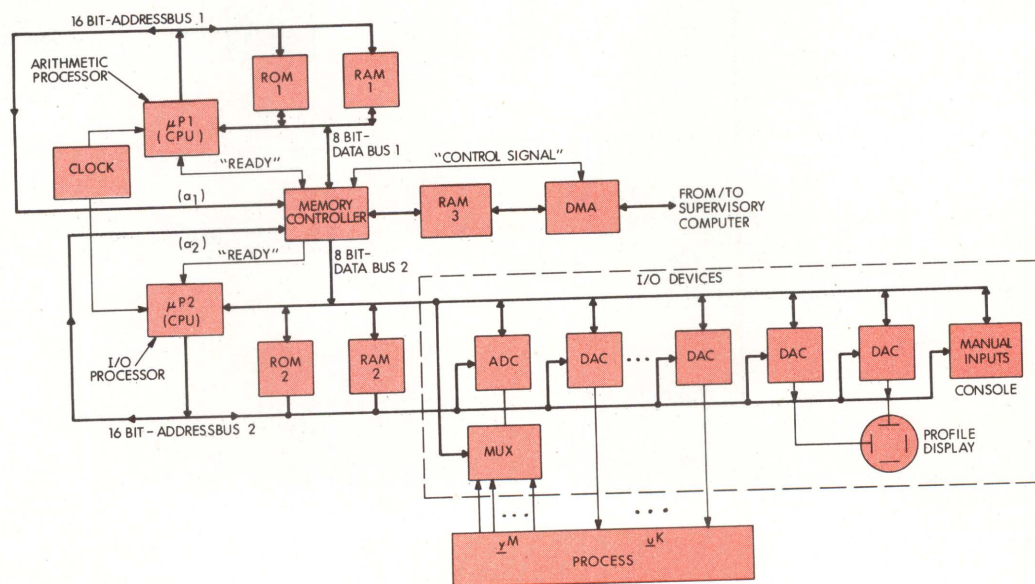 16 BIT-ADDRESSBUS 1
ARITHMETIC
PROCESSOR
ROM
1
RAM
1
μP1
(CPU)
8 BIT-
DATA BUS 1
CLOCK
"READY"
"CONTROL SIGNAL"
(a₁)
MEMORY
CONTROLLER
RAM
3
DMA
FROM/TO
SUPERVISORY
COMPUTER
(a₂)
"READY"
8 BIT-
DATA BUS 2
I/O DEVICES
μP2
(CPU)
I/O
PROCESSOR
ROM
2
RAM
2
ADC
DAC
...
DAC
DAC
DAC
MANUAL
INPUTS
CONSOLE
16 BIT-ADDRESSBUS 2
MUX
PROFILE
DISPLAY
...
...
y^M
u^K
PROCESS